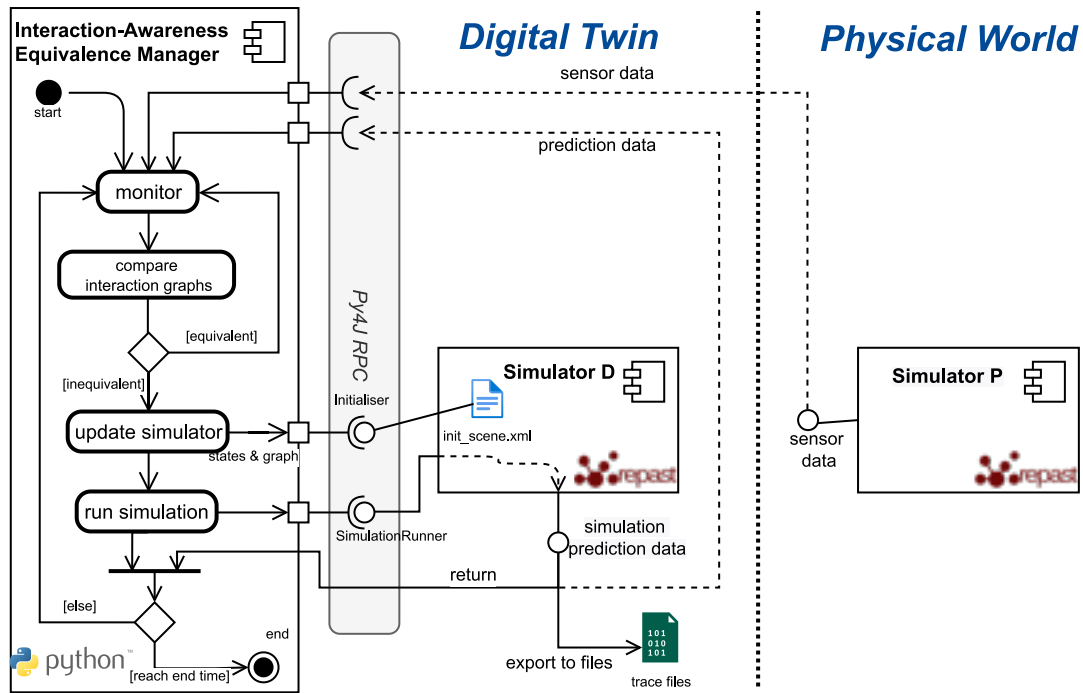 Interaction-Awareness
Equivalence Manager
Digital Twin
Physical World
start
sensor data
prediction data
monitor
compare
interaction graphs
[equivalent]
[inequivalent]
Py4J RPC
Initialiser
Simulator D
init_scene.xml
repast
Simulator P
sensor
data
repast
update simulator
states & graph
run simulation
SimulationRunner
simulation
prediction data
return
[else]
end
[reach end time]
python™
export to files
101
010
101
trace files